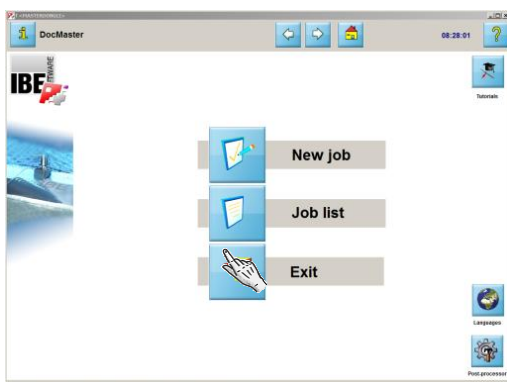 DocMaster
08:28:01
IBE
Tutorials
New job
Job list
Exit
Languages
Post.processor